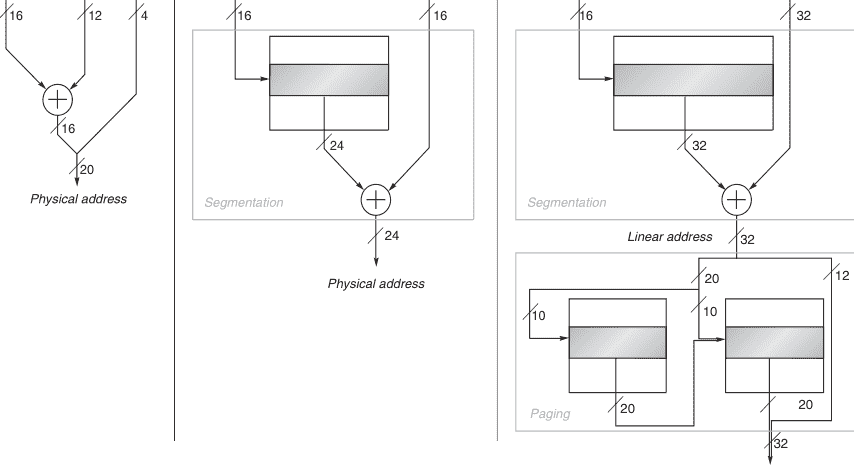 16 12 4
16
20
Physical address
16 16
24
Segmentation
24
Physical address
16 32
32
Segmentation
Linear address 32
20 12
10 10
20 20
Paging
32